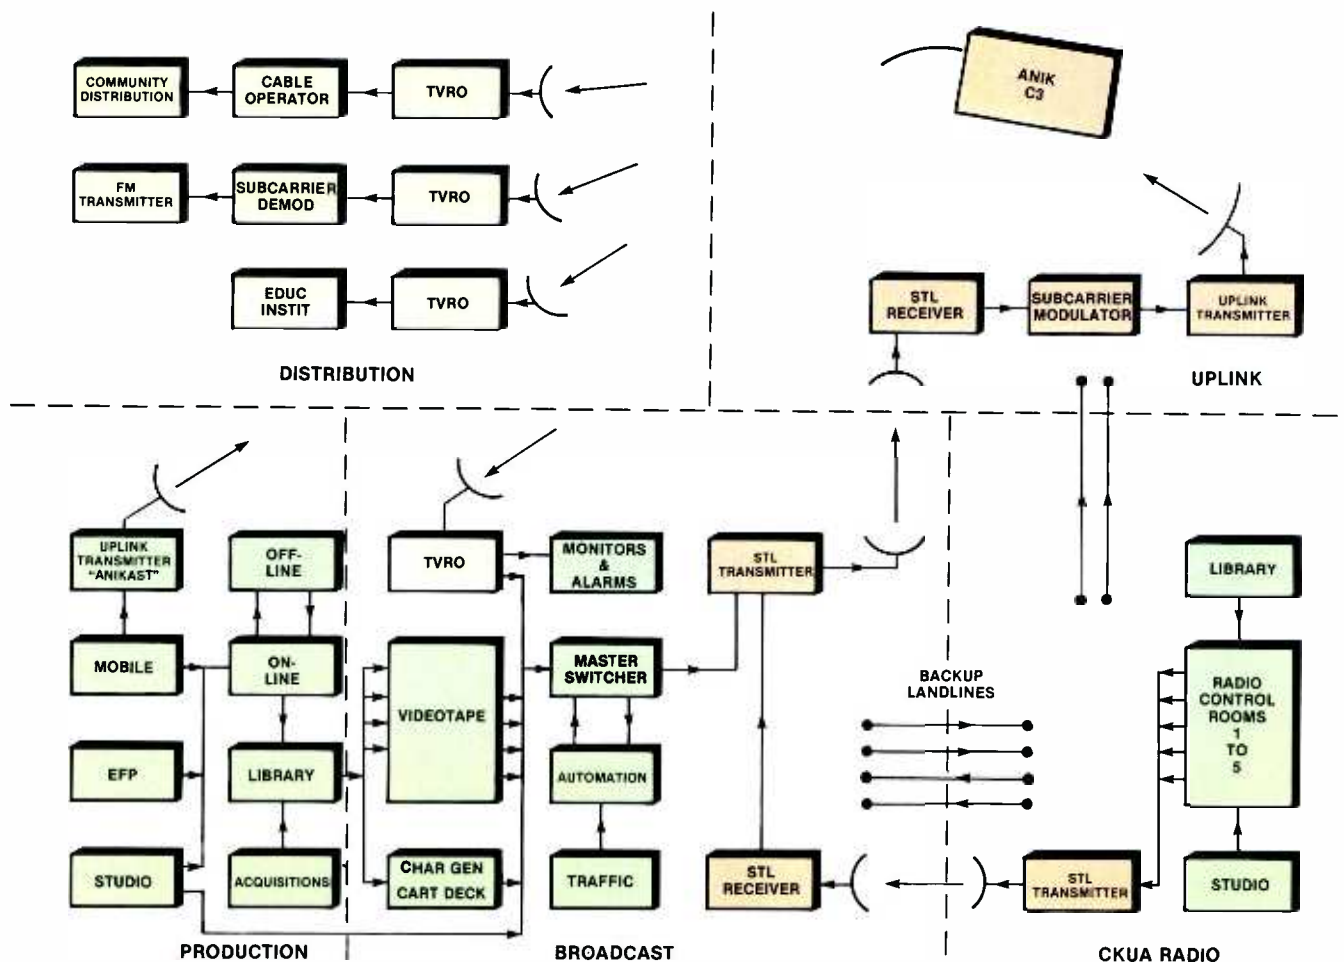 COMMUNITY
DISTRIBUTION
CABLE
OPERATOR
TVRO
FM
TRANSMITTER
SUBCARRIER
DEMOD
TVRO
EDUC
INSTIT
TVRO
DISTRIBUTION
ANIK
C3
STL
RECEIVER
SUBCARRIER
MODULATOR
UPLINK
TRANSMITTER
UPLINK
UPLINK
TRANSMITTER
"ANIKAST"
OFF-
LINE
MOBILE
ON-
LINE
EFP
LIBRARY
STUDIO
ACQUISITIONS
PRODUCTION
TVRO
MONITORS
&
ALARMS
STL
TRANSMITTER
VIDEOTAPE
MASTER
SWITCHER
AUTOMATION
CHAR GEN
CART DECK
TRAFFIC
STL
RECEIVER
BROADCAST
BACKUP
LANDLINES
LIBRARY
RADIO
CONTROL
ROOMS
1
TO
5
STL
TRANSMITTER
STUDIO
CKUA RADIO